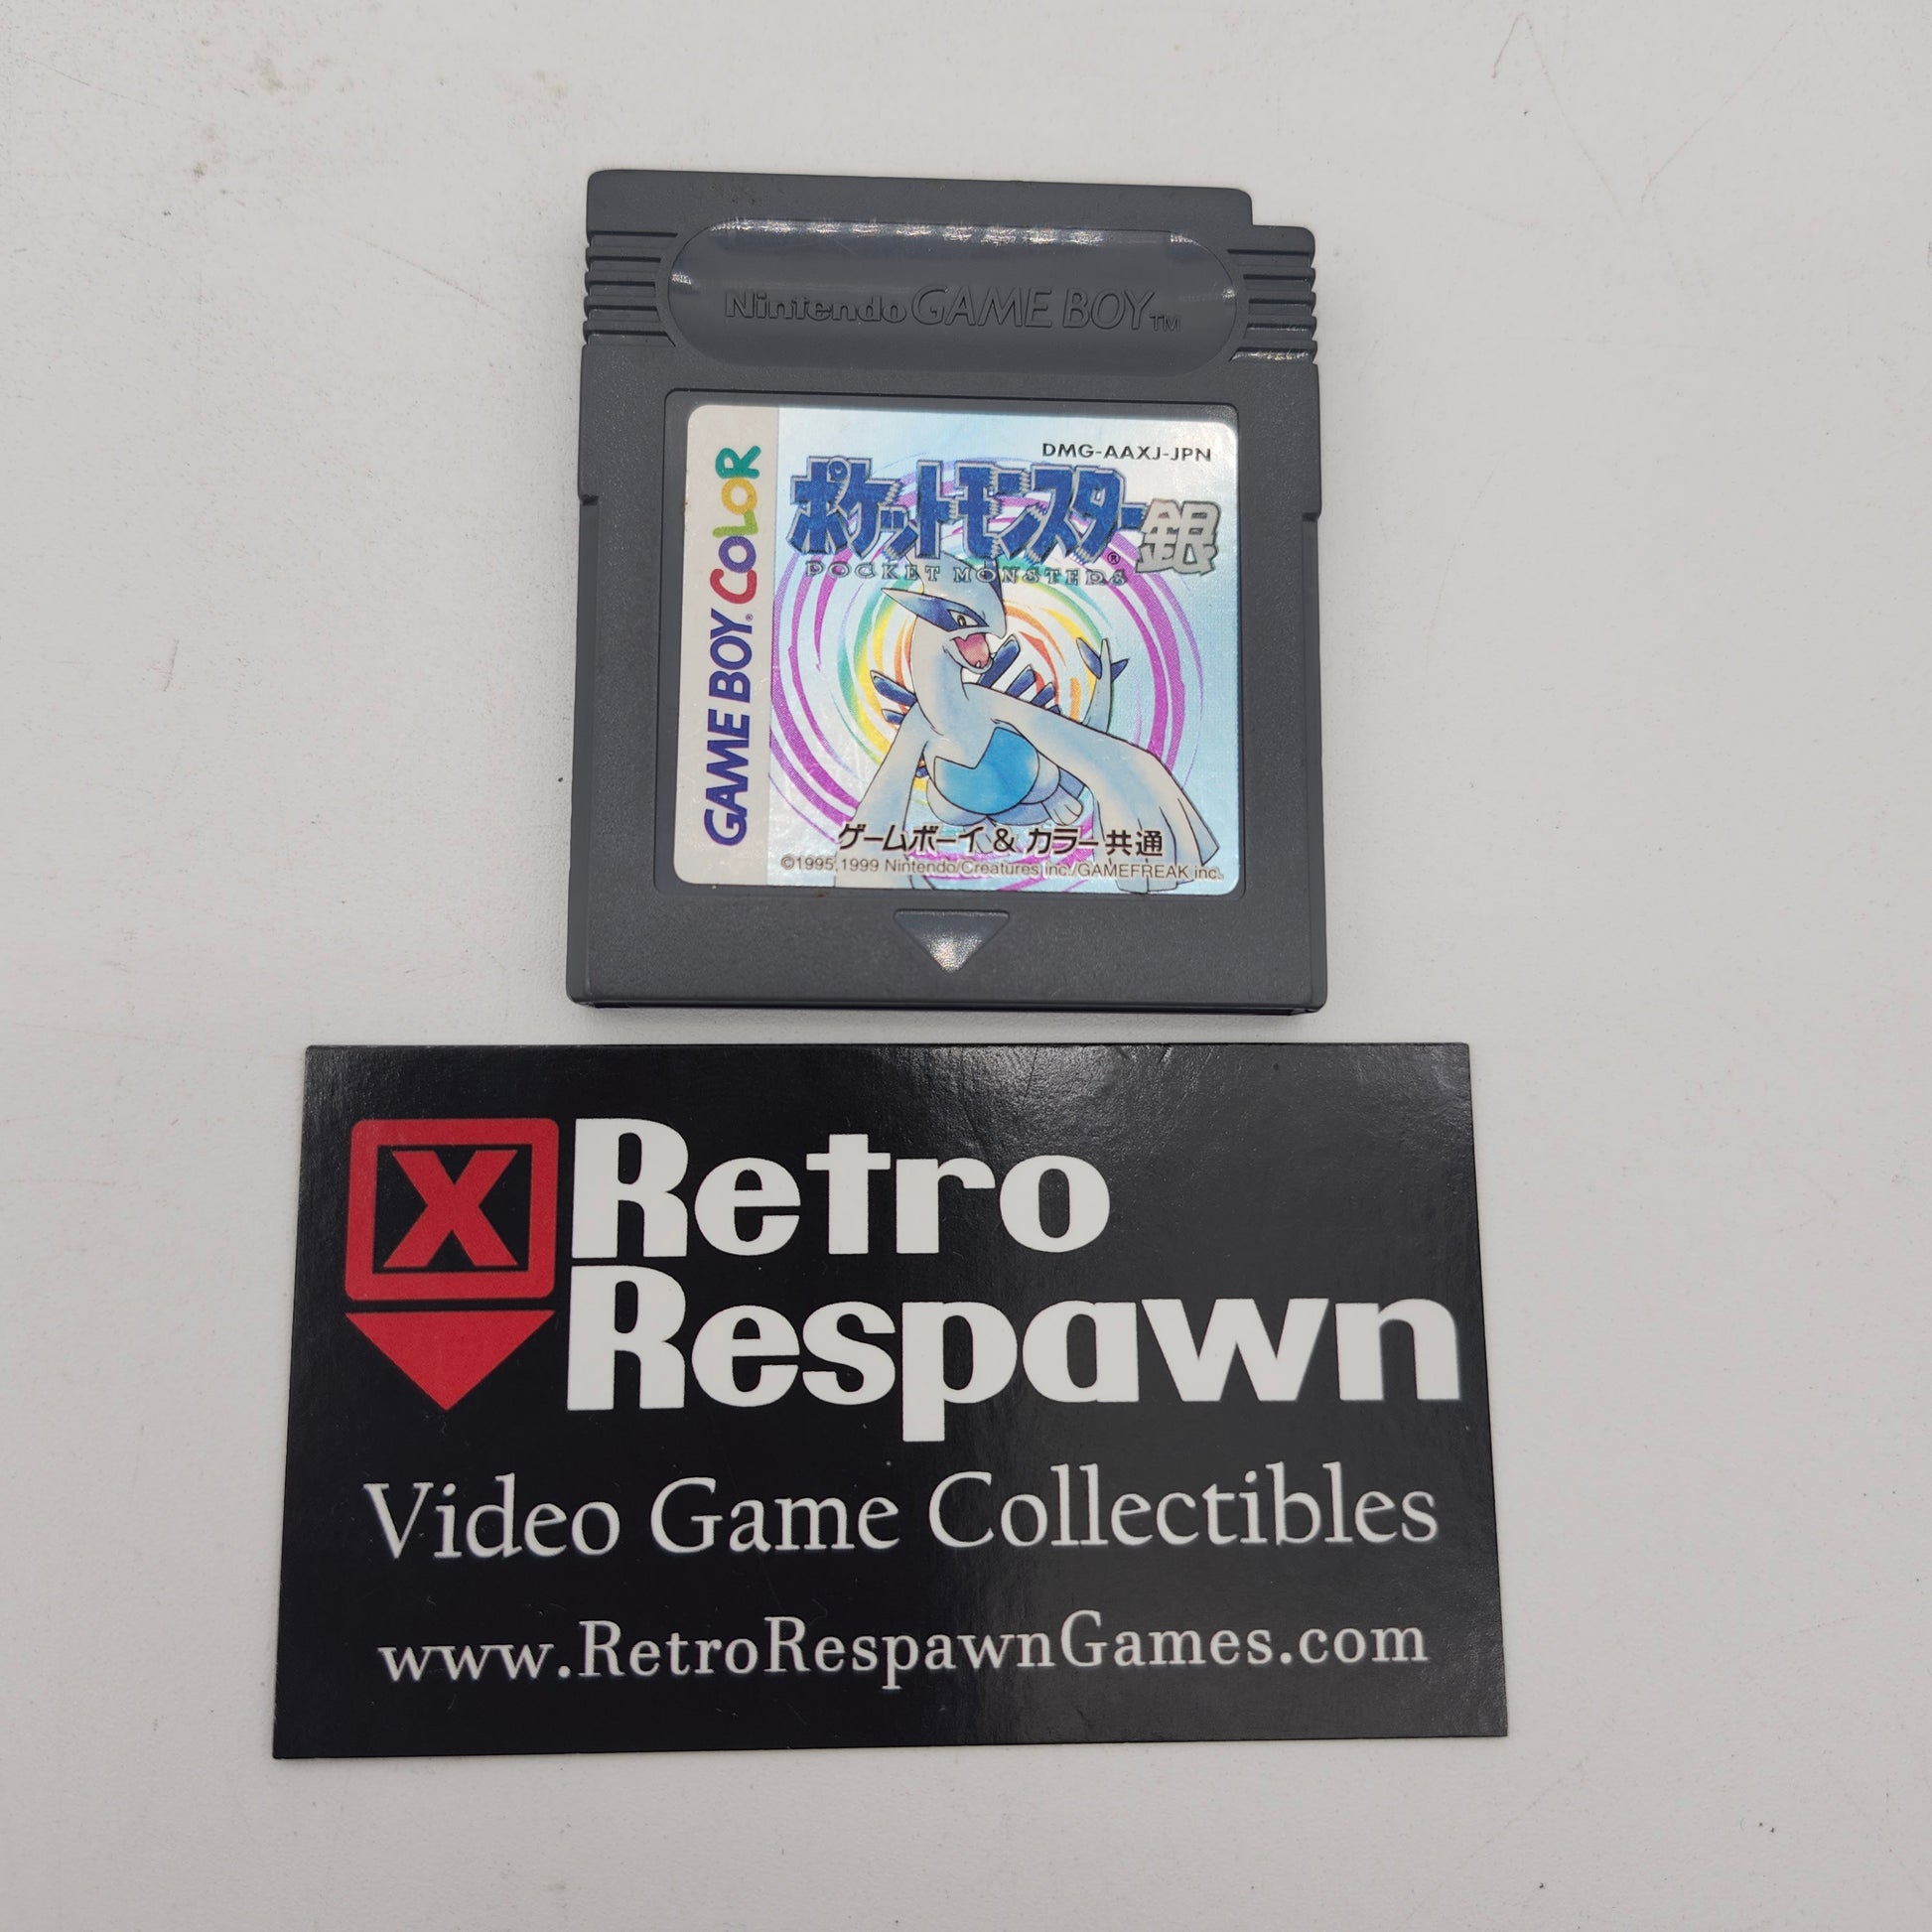 Nintendo GAME BOY™
DMG-AAXJ-JPN
ポケットモンスター銀
POCKET MONSTERS®
GAME BOY® COLOR
ゲームボーイ & カラー共通
©1995,1999 Nintendo/Creatures inc./GAMEFREAK inc.
X
Retro
Respawn
Video Game Collectibles
www.RetroRespawnGames.com